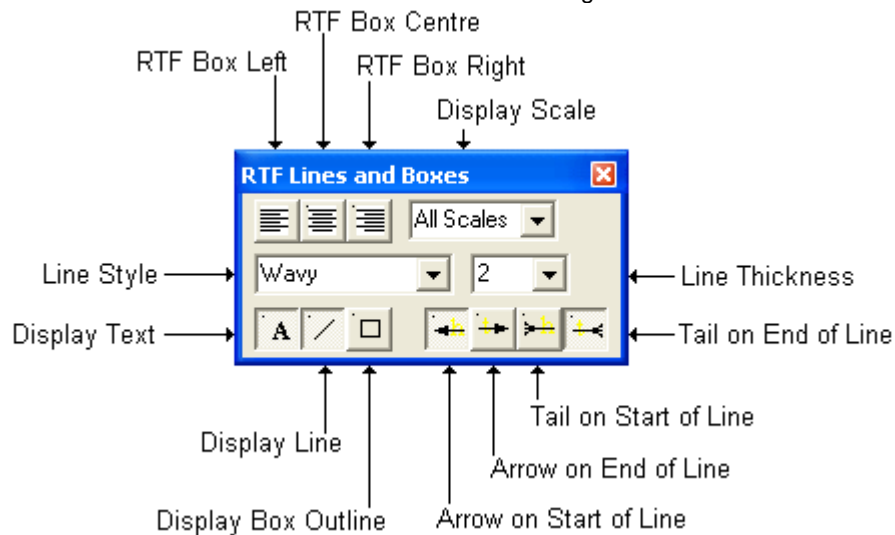 RTF Box Centre
RTF Box Left
RTF Box Right
Display Scale
RTF Lines and Boxes
All Scales
Line Style
Wavy
2
Line Thickness
Display Text
A
Tail on End of Line
Tail on Start of Line
Display Line
Arrow on End of Line
Display Box Outline
Arrow on Start of Line